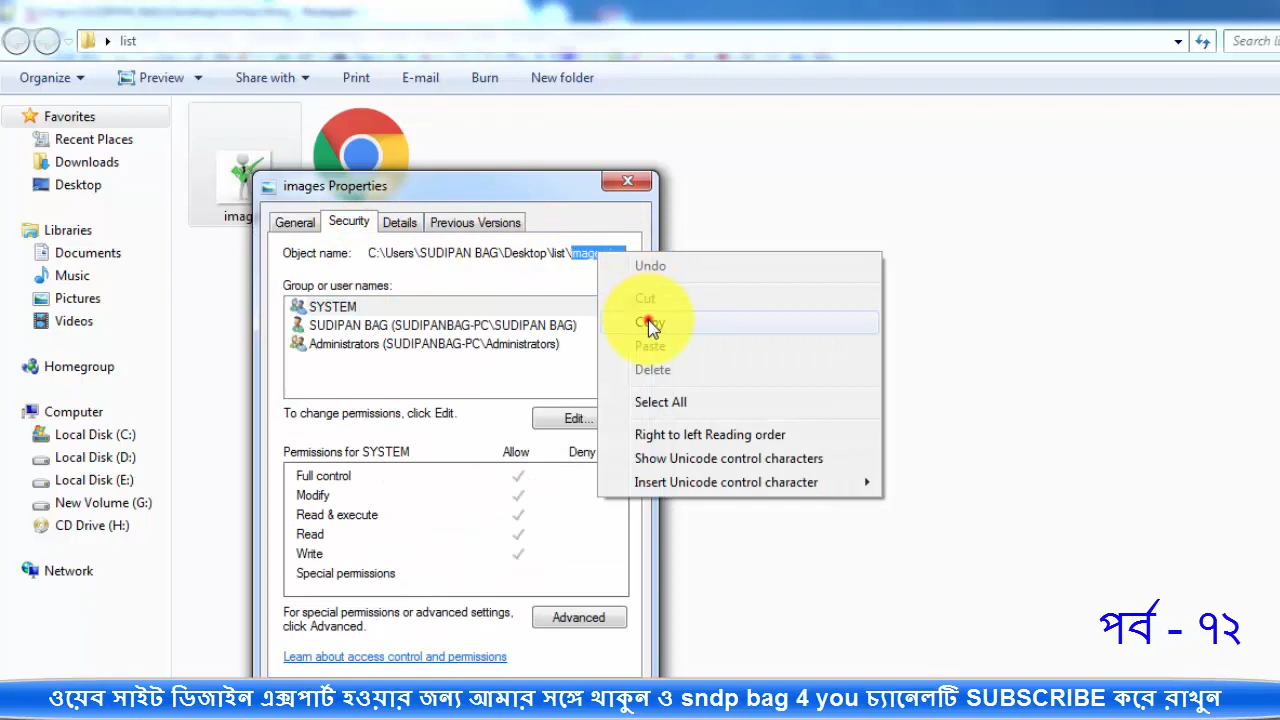 list
Search li
Organize
Preview
Share with
Print
E-mail
Burn
New folder
Favorites
Recent Places
Downloads
Desktop
Libraries
Documents
Music
Pictures
Videos
Homegroup
Computer
Local Disk (C:)
Local Disk (D:)
Local Disk (E:)
New Volume (G:)
CD Drive (H:)
Network
imag
images Properties
General
Security
Details
Previous Versions
Object name: C:\Users\SUDIPAN BAG\Desktop\list\
Group or user names:
SYSTEM
SUDIPAN BAG (SUDIPANBAG-PC\SUDIPAN BAG)
Administrators (SUDIPANBAG-PC\Administrators)
To change permissions, click Edit.
Edit...
Permissions for SYSTEM Allow Deny
Full control
Modify
Read & execute
Read
Write
Special permissions
For special permissions or advanced settings,
click Advanced.
Advanced
Learn about access control and permissions
Undo
Cut
Copy
Paste
Delete
Select All
Right to left Reading order
Show Unicode control characters
Insert Unicode control character
পর্ব - ৭২
ওয়েব সাইট ডিজাইন এক্সপার্ট হওয়ার জন্য আমার সঙ্গে থাকুন ও sndp bag 4 you চ্যানেলটি SUBSCRIBE করে রাখুন